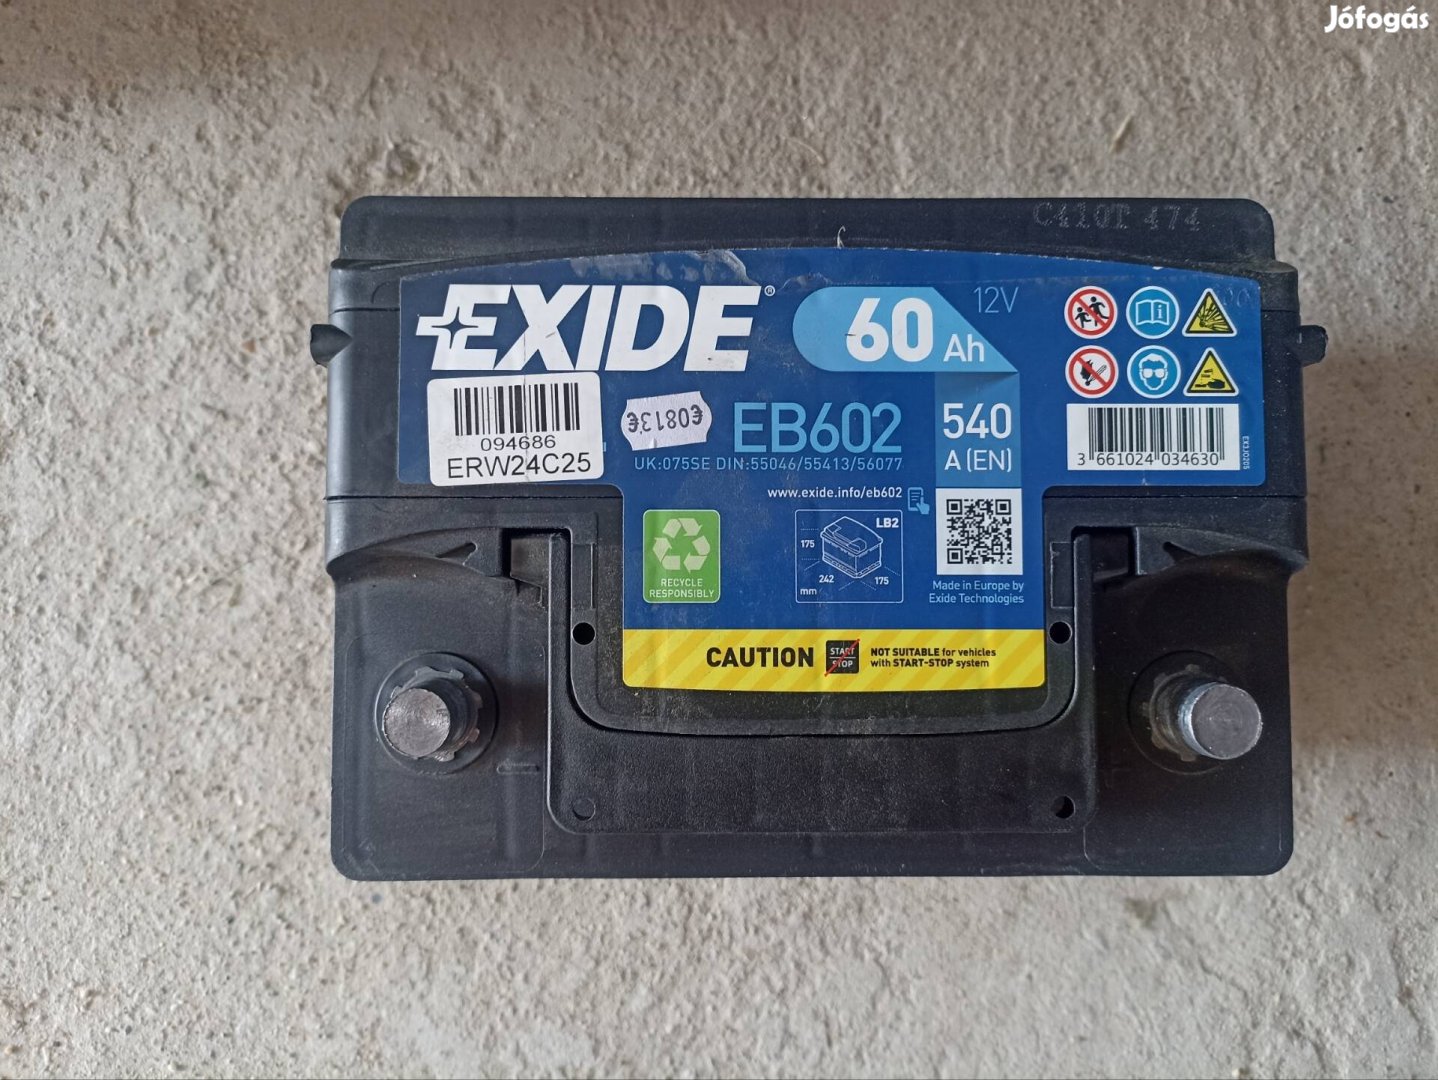 Jófogás
C410T 474
EXIDE®
60 Ah
12V
094686
ERW24C25
€0813€
EB602
UK:075SE DIN:55046/55413/56077
540
A (EN)
3 661024 034630
EX3J0205
www.exide.info/eb602
LB2
175
242
175
mm
RECYCLE
RESPONSIBLY
Made in Europe by
Exide Technologies
CAUTION
START
STOP
NOT SUITABLE for vehicles
with START-STOP system